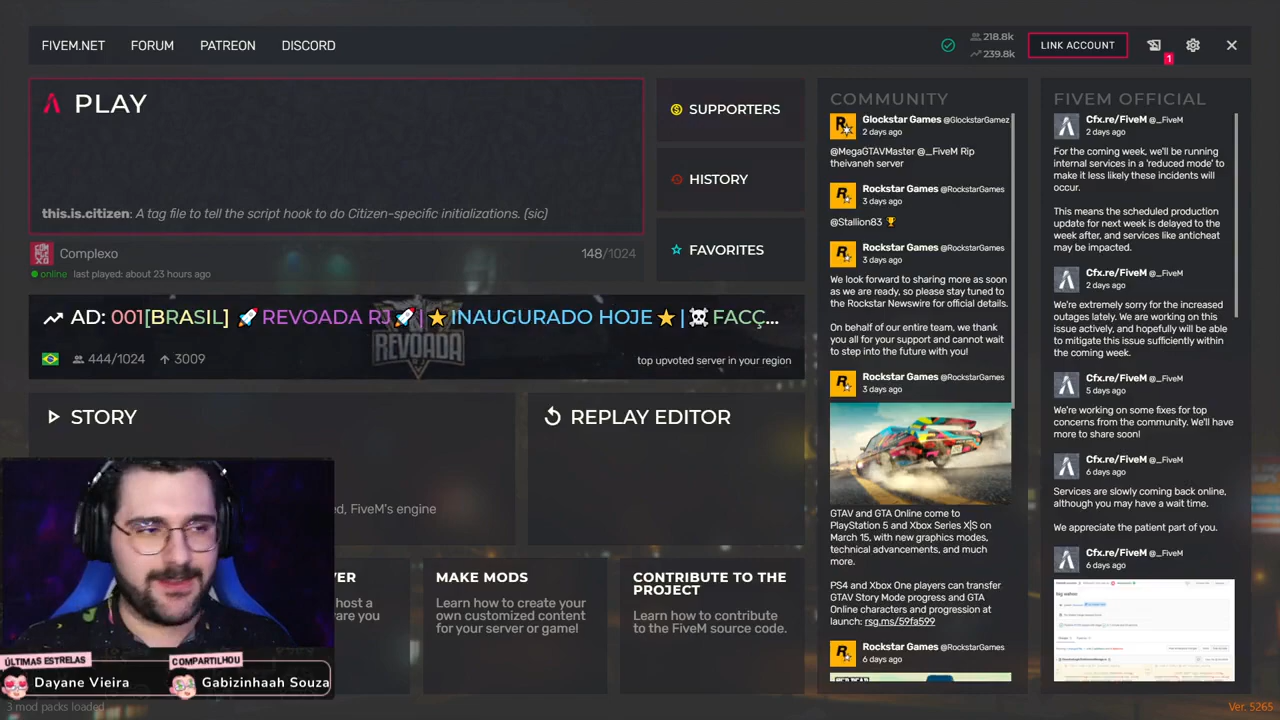 FIVEM.NET
FORUM
PATREON
DISCORD
218.8k
239.8k
LINK ACCOUNT
1
PLAY
this.is.citizen: A tag file to tell the script hook to do Citizen-specific initializations. (sic)
Complexo
148/1024
online last played: about 23 hours ago
SUPPORTERS
HISTORY
FAVORITES
AD: 001[BRASIL] 🚀 REVOADA RJ🚀|⭐INAUGURADO HOJE⭐|☠FACÇ...
REVOADA
444/1024
3009
top upvoted server in your region
STORY
REPLAY EDITOR
ed, FiveM's engine
VER
MAKE MODS
Learn how to create your
own server or gamemode!
CONTRIBUTE TO THE
Learn how to contribute
to the FiveM source code
COMMUNITY
Glockstar Games @GlockstarGamez
2 days ago
@MegaGTAVMaster @_FiveM Rip
theivaneh server
Rockstar Games @RockstarGames
3 days ago
@Stallion83 🏆
Rockstar Games @RockstarGames
3 days ago
We look forward to sharing more as soon
as we are ready, so please stay tuned to
the Rockstar Newswire for official details.
On behalf of our entire team, we thank
you all for your support and cannot wait
to step into the future with you!
Rockstar Games @RockstarGames
3 days ago
GTAV and GTA Online come to
PlayStation 5 and Xbox Series X|S on
March 15, with new graphics modes,
technical advancements, and much
more.
PS4 and Xbox One players can transfer
GTAV Story Mode progress and GTA
Online characters and progression at
launch: rsg.ms/59fa599
Rockstar Games @RockstarGames
6 days ago
FIVEM OFFICIAL
Cfx.re/FiveM @_FiveM
2 days ago
For the coming week, we'll be running
internal services in a 'reduced mode' to
make it less likely these incidents will
occur.
This means the scheduled production
update for next week is delayed to the
week after, and services like anticheat
may be impacted.
Cfx.re/FiveM @_FiveM
2 days ago
We're extremely sorry for the increased
outages lately. We are working on this
issue actively, and hopefully will be able
to mitigate this issue sufficiently within
the coming week.
Cfx.re/FiveM @_FiveM
5 days ago
We're working on some fixes for top
concerns from the community. We'll have
more to share soon!
Cfx.re/FiveM @_FiveM
6 days ago
Services are slowly coming back online,
although you may have a wait time.
We appreciate the patient part of you.
Cfx.re/FiveM @_FiveM
6 days ago
ÚLTIMAS ESTRELAS
COMPARTILHOU
Dayane Vieira
Gabizinhaah Souza
3 mod packs loaded
Ver. 5265